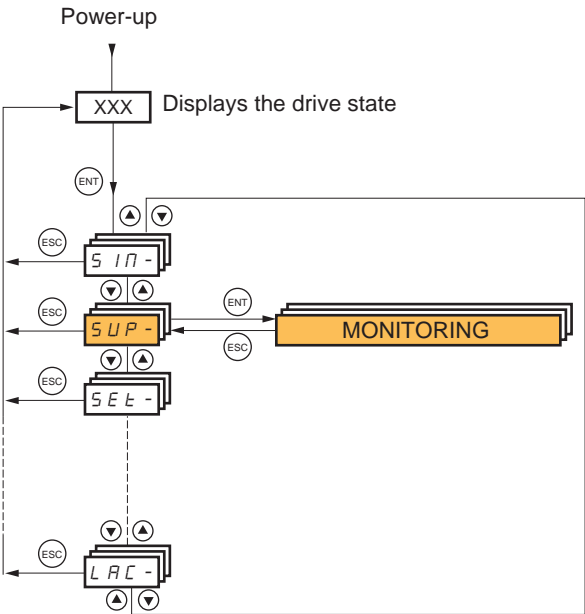 Power-up
XXX Displays the drive state
ENT
ESC
SIM-
ESC
SUP-
ENT
ESC
MONITORING
ESC
SEt-
ESC
LAC-